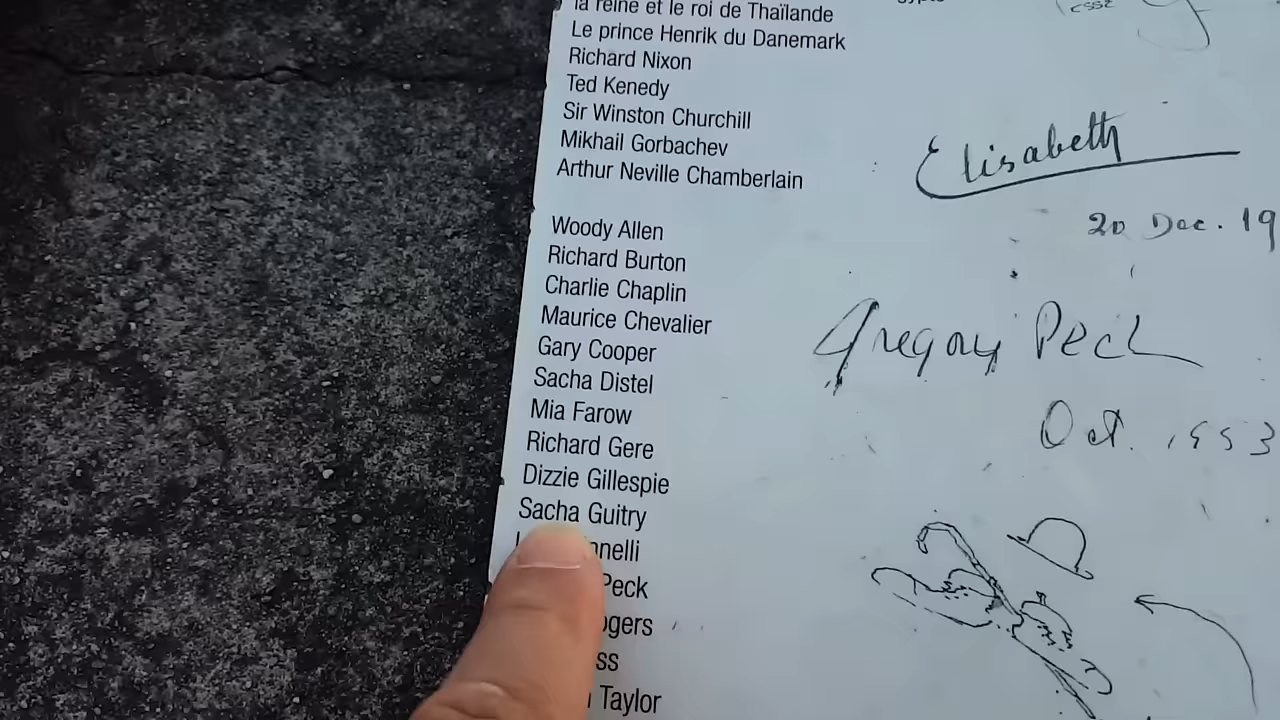 la reine et le roi de Thaïlande
Le prince Henrik du Danemark
Richard Nixon
Ted Kenedy
Sir Winston Churchill
Mikhail Gorbachev
Arthur Neville Chamberlain
Woody Allen
Richard Burton
Charlie Chaplin
Maurice Chevalier
Gary Cooper
Sacha Distel
Mia Farow
Richard Gere
Dizzie Gillespie
Sacha Guitry
nnelli
Peck
ogers
ss
Taylor
Elisabeth
20 Dec. 19
Gregory Peck
Oct. 1953